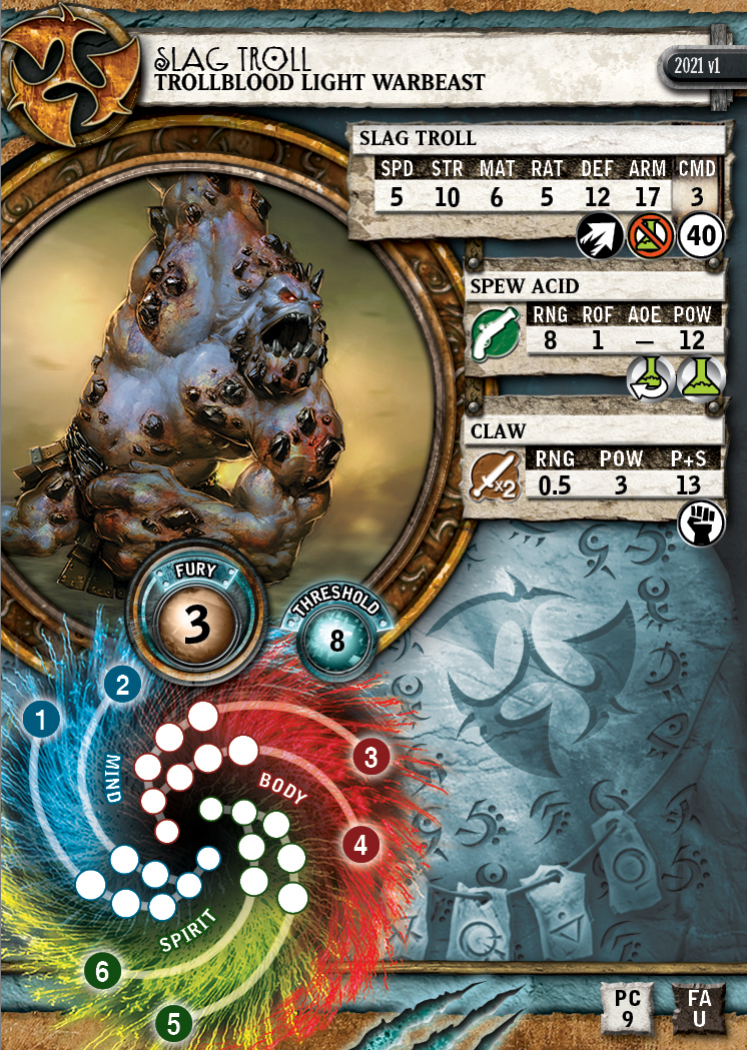 SLAG TROLL
TROLLBLOOD LIGHT WARBEAST
2021 v1
SLAG TROLL
SPD STR MAT RAT DEF ARM CMD
5 10 6 5 12 17 3
40
SPEW ACID
RNG ROF AOE POW
8 1 — 12
CLAW
RNG POW P+S
x2 0.5 3 13
FURY
3
THRESHOLD
8
1
2
MIND
BODY
3
4
SPIRIT
6
5
PC
9
FA
U